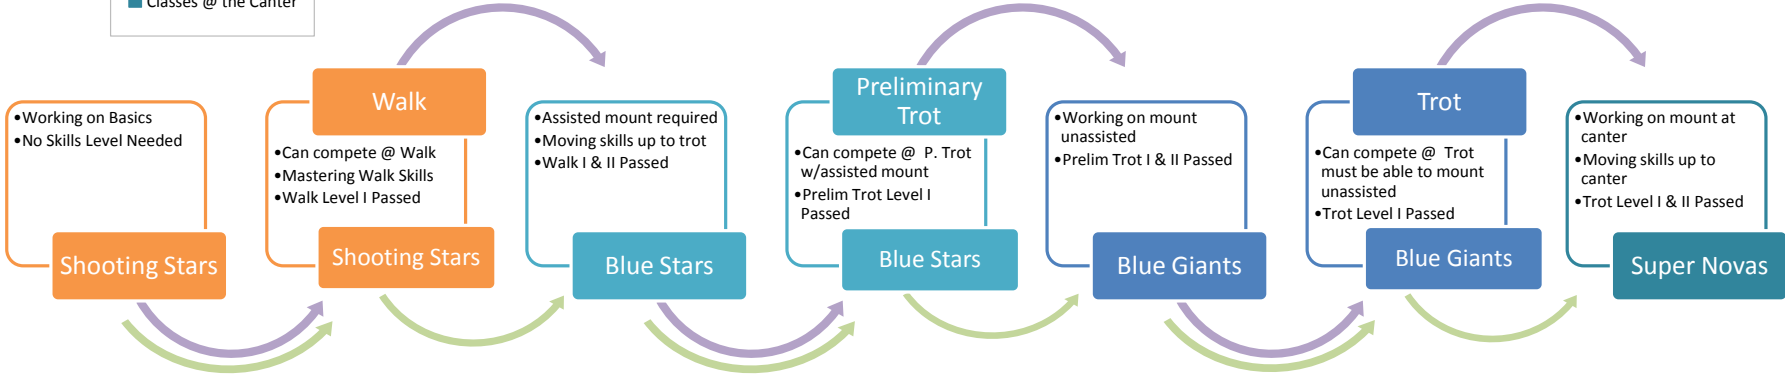 Classes @ the Canter
•Working on Basics
•No Skills Level Needed
Shooting Stars
Walk
•Can compete @ Walk
•Mastering Walk Skills
•Walk Level I Passed
Shooting Stars
•Assisted mount required
•Moving skills up to trot
•Walk I & II Passed
Blue Stars
Preliminary
Trot
•Can compete @ P. Trot
w/assisted mount
•Prelim Trot Level I
Passed
Blue Stars
•Working on mount
unassisted
•Prelim Trot I & II Passed
Blue Giants
Trot
•Can compete @ Trot
must be able to mount
unassisted
•Trot Level I Passed
Blue Giants
•Working on mount at
canter
•Moving skills up to
canter
•Trot Level I & II Passed
Super Novas